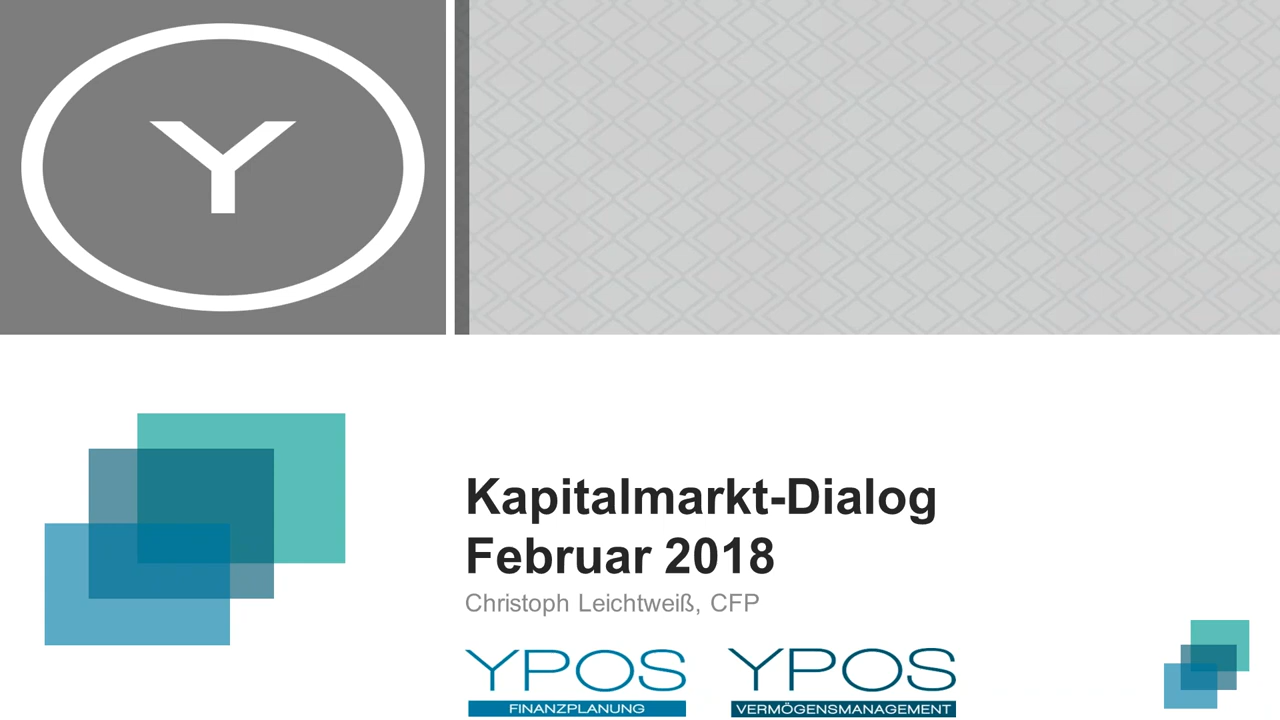 Y
Kapitalmarkt-Dialog
Februar 2018
Christoph Leichtweiß, CFP
YPOS YPOS
FINANZPLANUNG VERMÖGENSMANAGEMENT